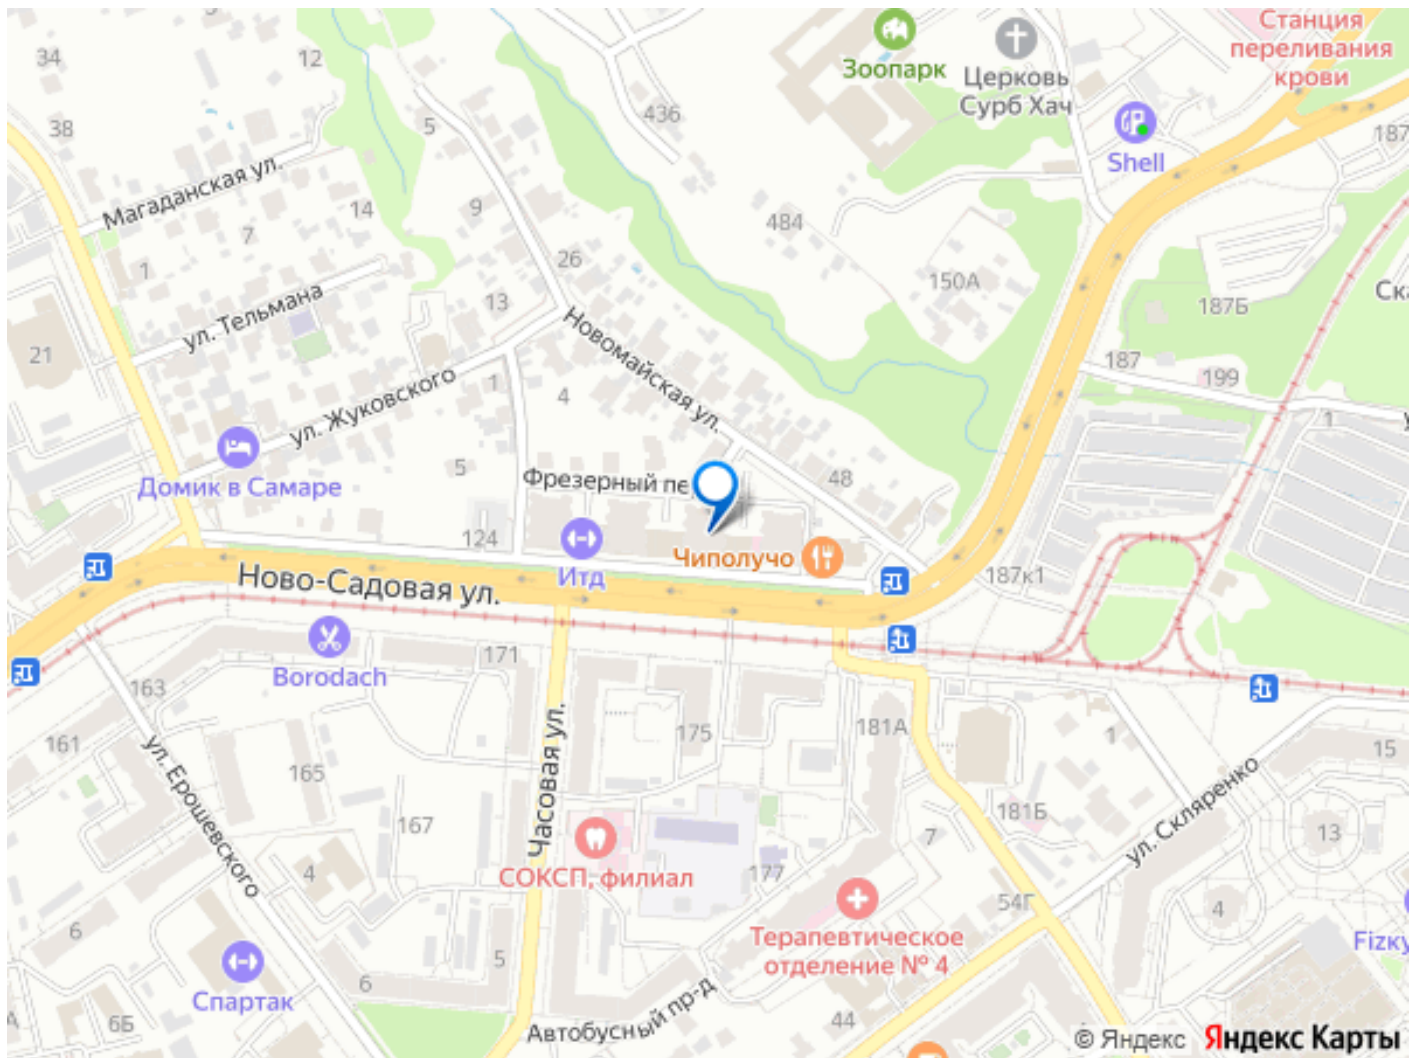 Станция
переливания
крови
34
12
Зоопарк
Церковь
Сурб Хач
436
5
38
Shell
187
Магаданская ул.
14
9
7
484
26
1
150А
13
187Б
ул. Тельмана
Новомайская ул.
21
187
199
1
ул. Жуковского
1
4
5
Домик в Самаре
Фрезерный пе
48
124
Чиполучо
Итд
Ново-Садовая ул.
187к1
171
Borodach
163
161
175
181А
1
15
ул. Ерошевского
165
Часовая ул.
ул. Скляренко
167
181Б
7
13
4
СОКСП, филиал
177
54Г
4
6
Терапевтическое
отделение № 4
5
Спартак
6
6Б
Автобусный пр-д
44
© Яндекс
Яндекс Карты